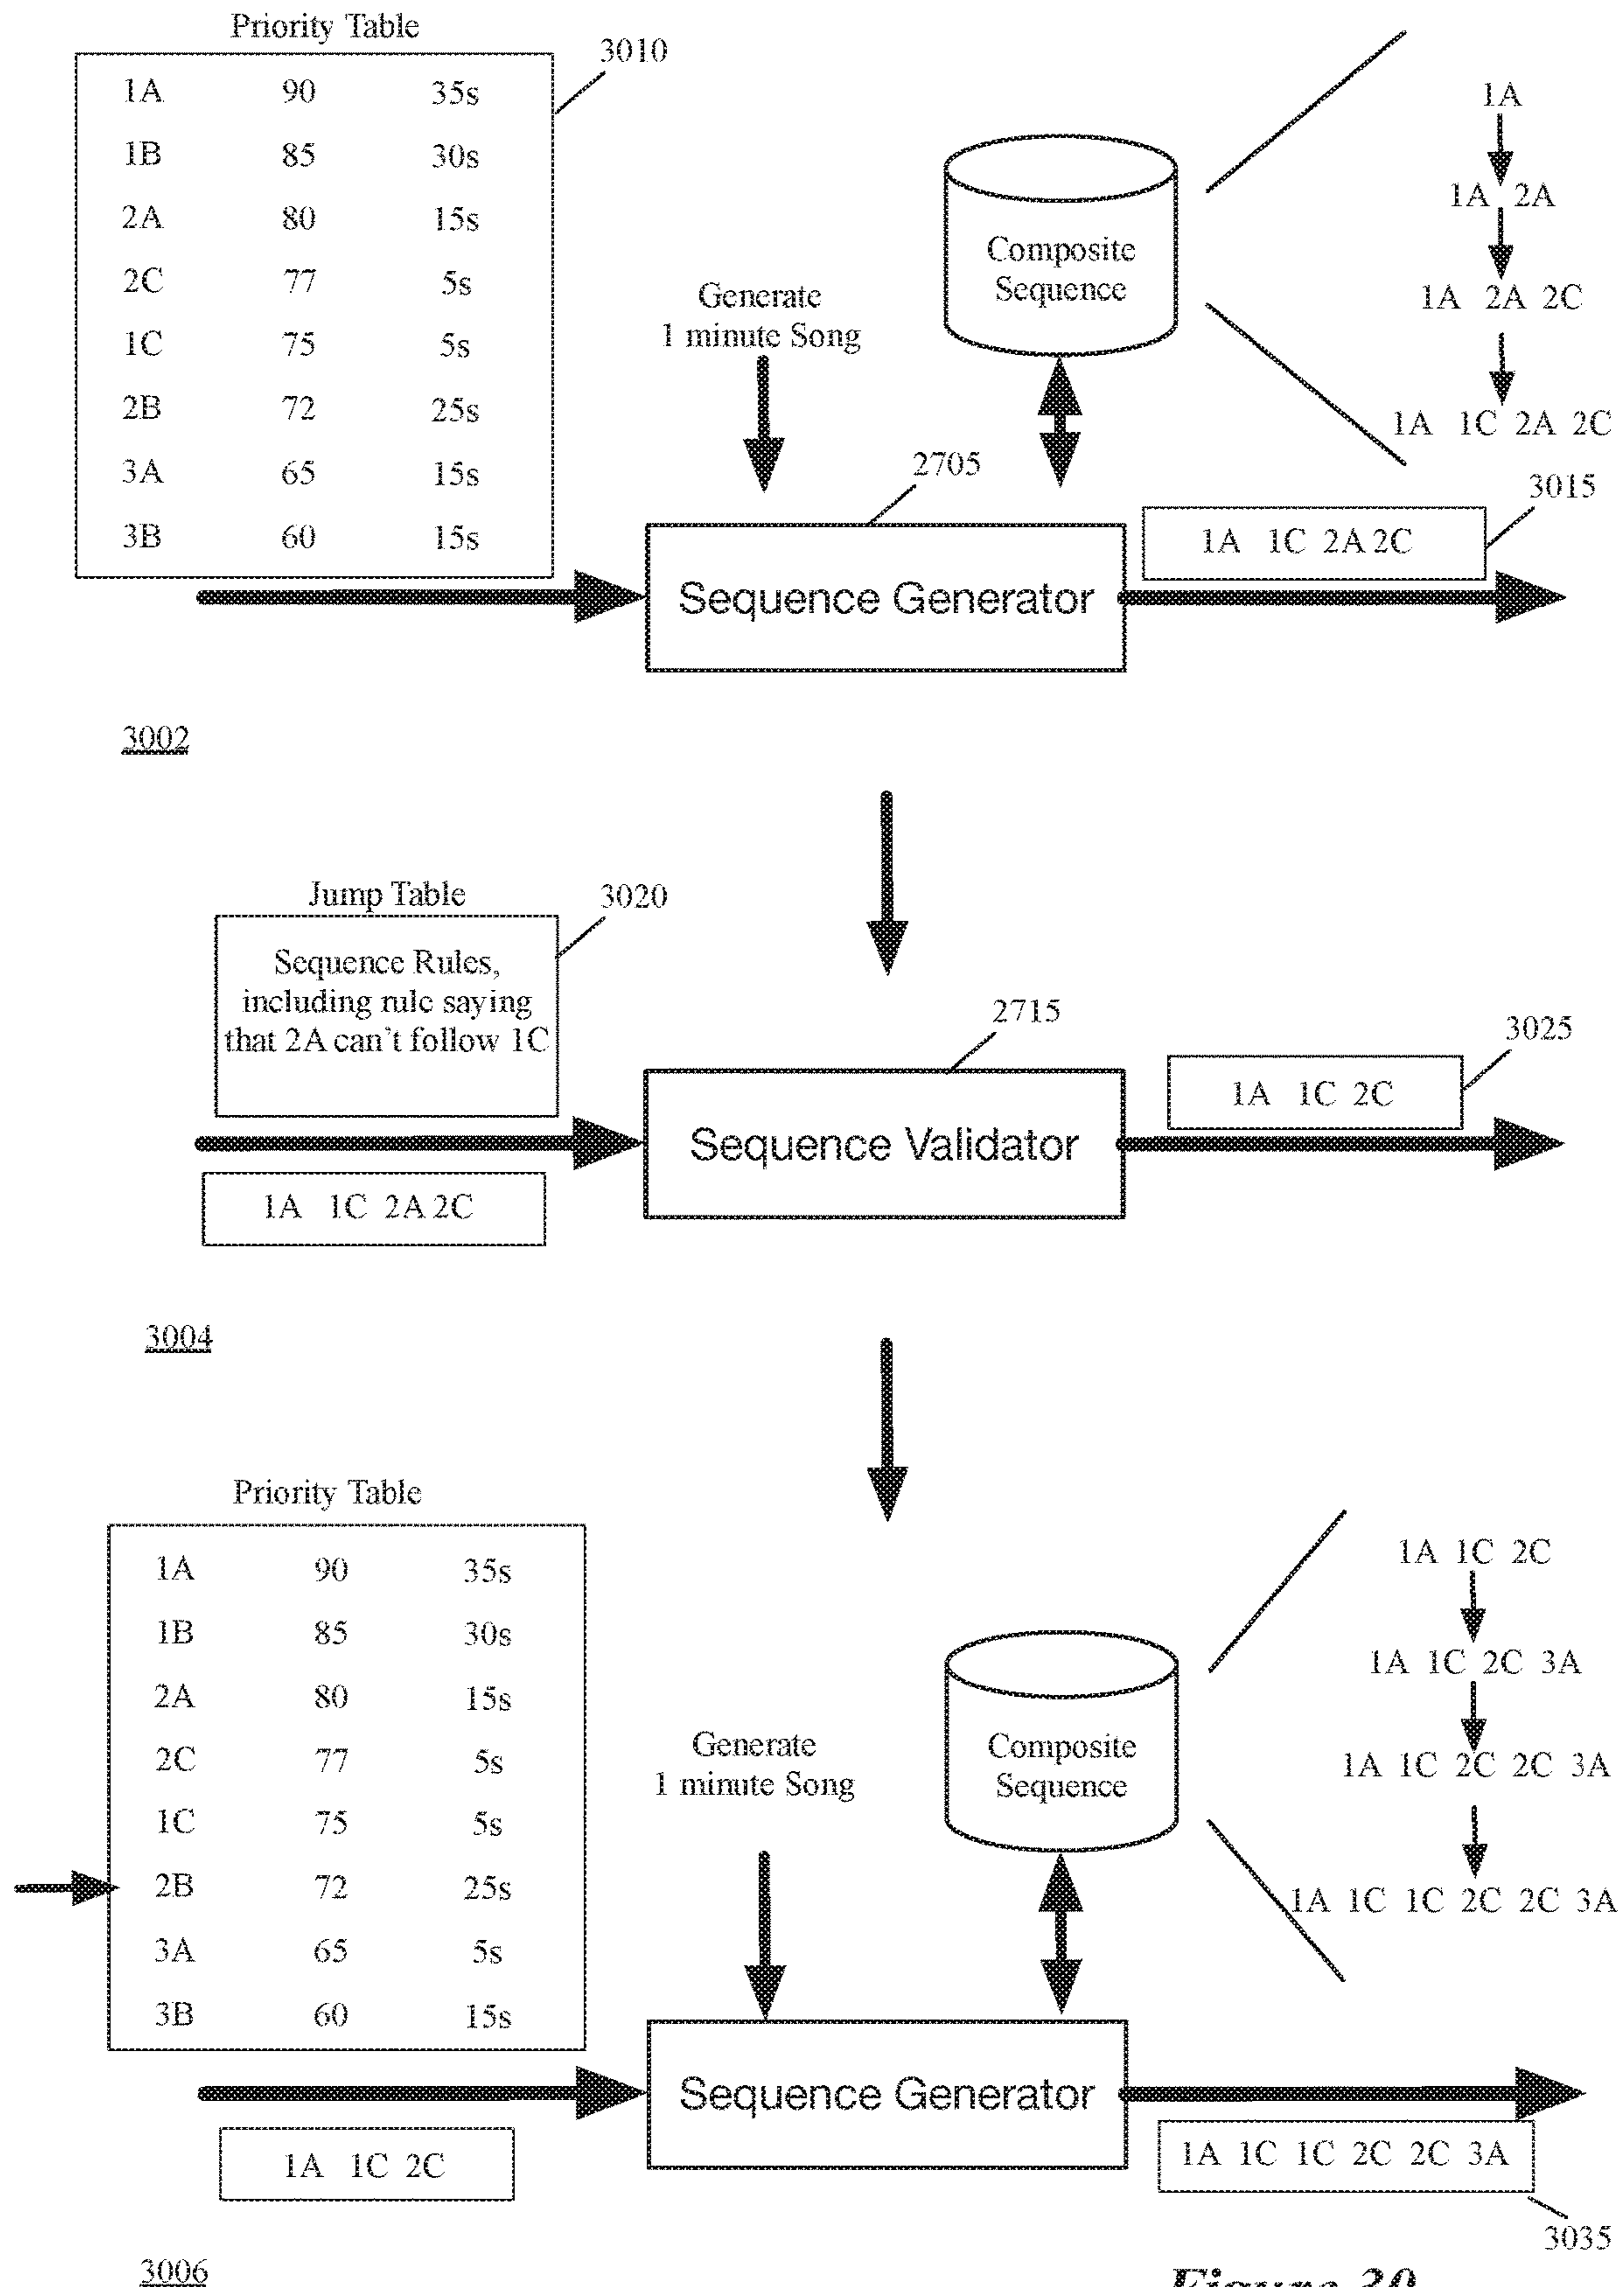 Priority Table
3010
1A 90 35s
1B 85 30s
2A 80 15s
2C 77 5s
1C 75 5s
2B 72 25s
3A 65 15s
3B 60 15s
Generate
1 minute Song
Composite
Sequence
1A
1A 2A
1A 2A 2C
1A 1C 2A 2C
2705
3015
1A 1C 2A 2C
Sequence Generator
3002
Jump Table
3020
Sequence Rules,
including rule saying
that 2A can't follow 1C
2715
3025
1A 1C 2C
Sequence Validator
1A 1C 2A 2C
3004
Priority Table
1A 90 35s
1B 85 30s
2A 80 15s
2C 77 5s
1C 75 5s
2B 72 25s
3A 65 5s
3B 60 15s
Generate
1 minute Song
Composite
Sequence
1A 1C 2C
1A 1C 2C 3A
1A 1C 2C 2C 3A
1A 1C 1C 2C 2C 3A
Sequence Generator
1A 1C 2C
1A 1C 1C 2C 2C 3A
3035
3006
Figure 30